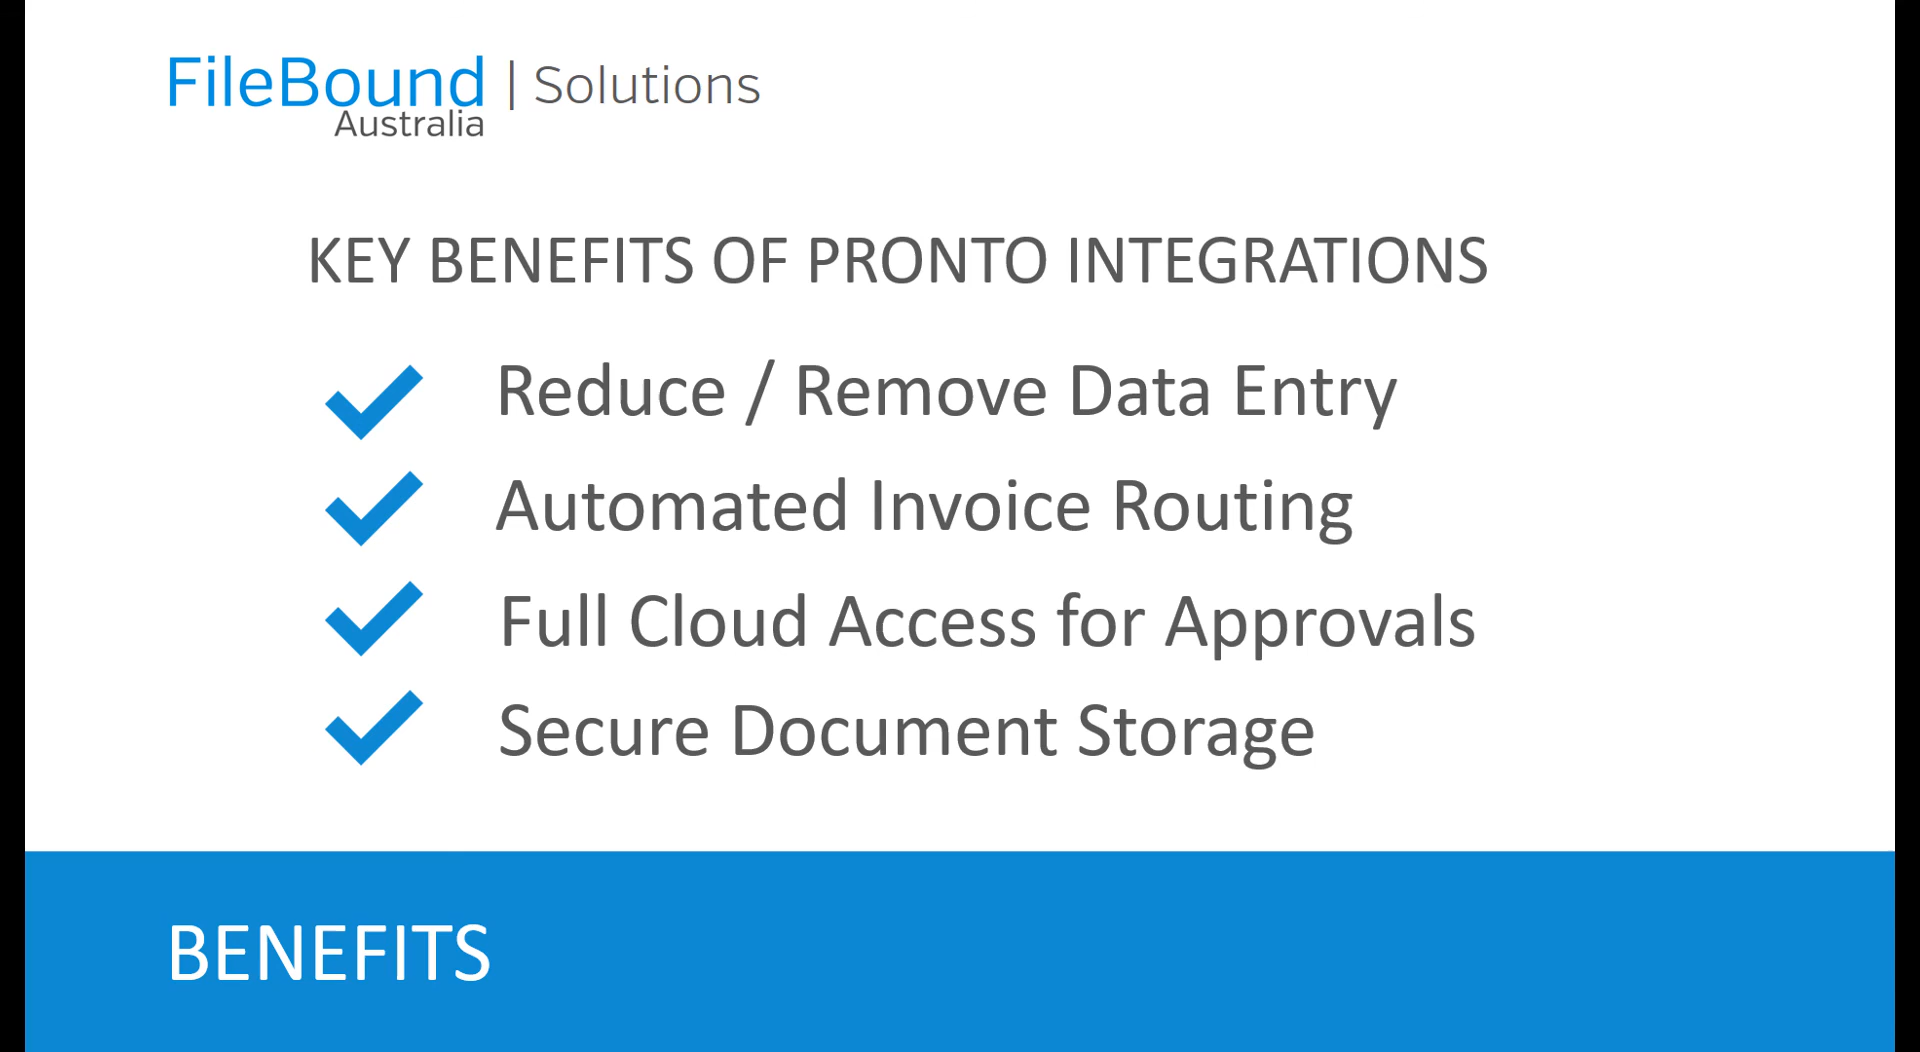 FileBound | Solutions
Australia
KEY BENEFITS OF PRONTO INTEGRATIONS
Reduce / Remove Data Entry
Automated Invoice Routing
Full Cloud Access for Approvals
Secure Document Storage
BENEFITS